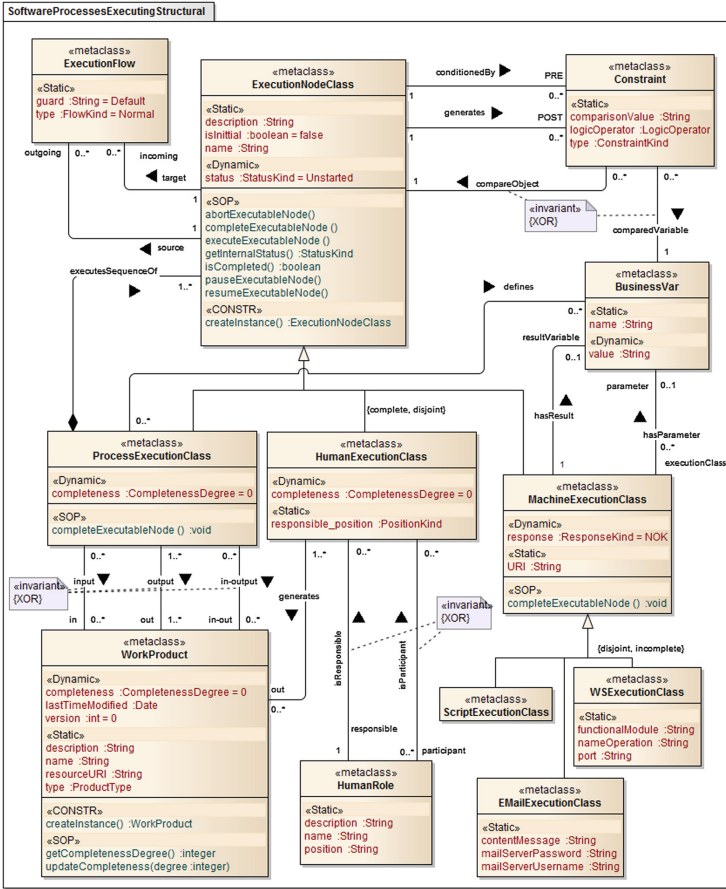 SoftwareProcessesExecutingStructural
«metaclass»
ExecutionFlow
«Static»
guard :String = Default
type :FlowKind = Normal
«metaclass»
ExecutionNodeClass
«Static»
description :String
isInitial :boolean = false
name :String
«Dynamic»
status :StatusKind = Unstarted
«SOP»
abortExecutableNode()
completeExecutableNode ()
executeExecutableNode ()
getInternalStatus() :StatusKind
isCompleted() :boolean
pauseExecutableNode()
resumeExecutableNode()
«CONSTR»
createInstance() :ExecutionNodeClass
«metaclass»
Constraint
«Static»
comparisonValue :String
logicOperator :LogicOperator
type :ConstraintKind
conditionedBy
PRE
1
0..*
generates
POST
1
0..*
outgoing
0..*
0..*
incoming
target
1
1
source
1
compareObject
0..*
0..*
«invariant»
{XOR}
comparedVariable
1
executesSequenceOf
1..*
defines
0..*
0..*
«metaclass»
BusinessVar
«Static»
name :String
«Dynamic»
value :String
resultVariable
0..1
parameter
0..1
hasResult
hasParameter
0..*
executionClass
1
{complete, disjoint}
«metaclass»
ProcessExecutionClass
«Dynamic»
completeness :CompletenessDegree = 0
«SOP»
completeExecutableNode () :void
«metaclass»
HumanExecutionClass
«Dynamic»
completeness :CompletenessDegree = 0
«Static»
responsible_position :PositionKind
«metaclass»
MachineExecutionClass
«Dynamic»
response :ResponseKind = NOK
«Static»
URI :String
«SOP»
completeExecutableNode () :void
0..*
1..*
0..*
input
output
in-output
«invariant»
{XOR}
in
0..*
out
1..*
in-out
0..*
1..*
generates
out
0..*
0..*
0..*
isResponsible
isParticipant
«invariant»
{XOR}
responsible
1
0..*
participant
{disjoint, incomplete}
«metaclass»
WorkProduct
«Dynamic»
completeness :CompletenessDegree = 0
lastTimeModified :Date
version :int = 0
«Static»
description :String
name :String
resourceURI :String
type :ProductType
«CONSTR»
createInstance() :WorkProduct
«SOP»
getCompletenessDegree() :integer
updateCompleteness(degree :integer)
«metaclass»
HumanRole
«Static»
description :String
name :String
position :String
«metaclass»
ScriptExecutionClass
«metaclass»
WSExecutionClass
«Static»
functionalModule :String
nameOperation :String
port :String
«metaclass»
EMailExecutionClass
«Static»
contentMessage :String
mailServerPassword :String
mailServerUsername :String